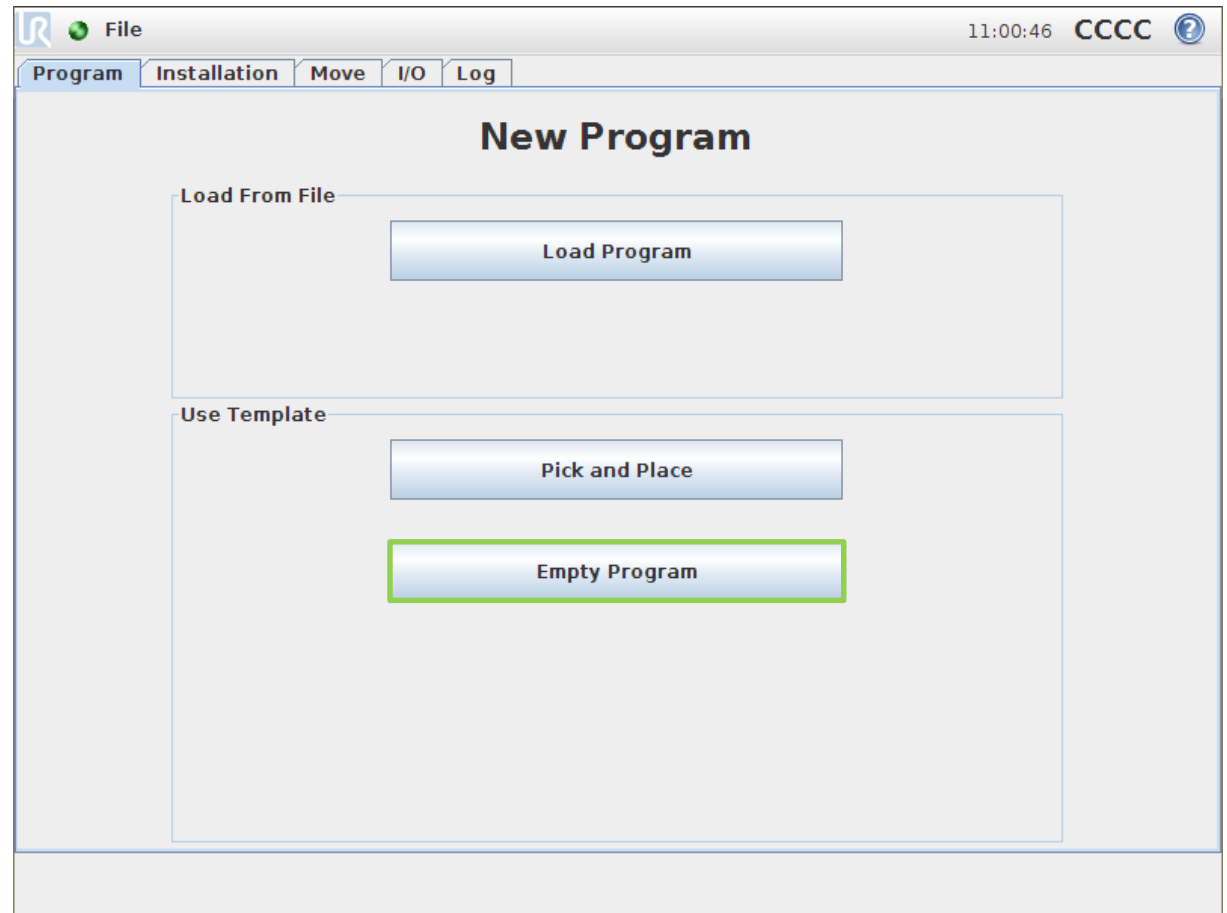 UR File 11:00:46 CCCC ?
Program Installation Move I/O Log
New Program
Load From File
Load Program
Use Template
Pick and Place
Empty Program